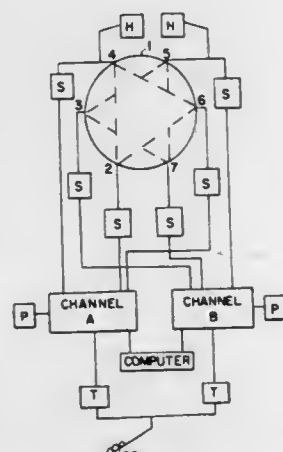 H H
1
4 5
S S
3 6
S S
2 7
S S
CHANNEL A
CHANNEL B
P P
COMPUTER
T T